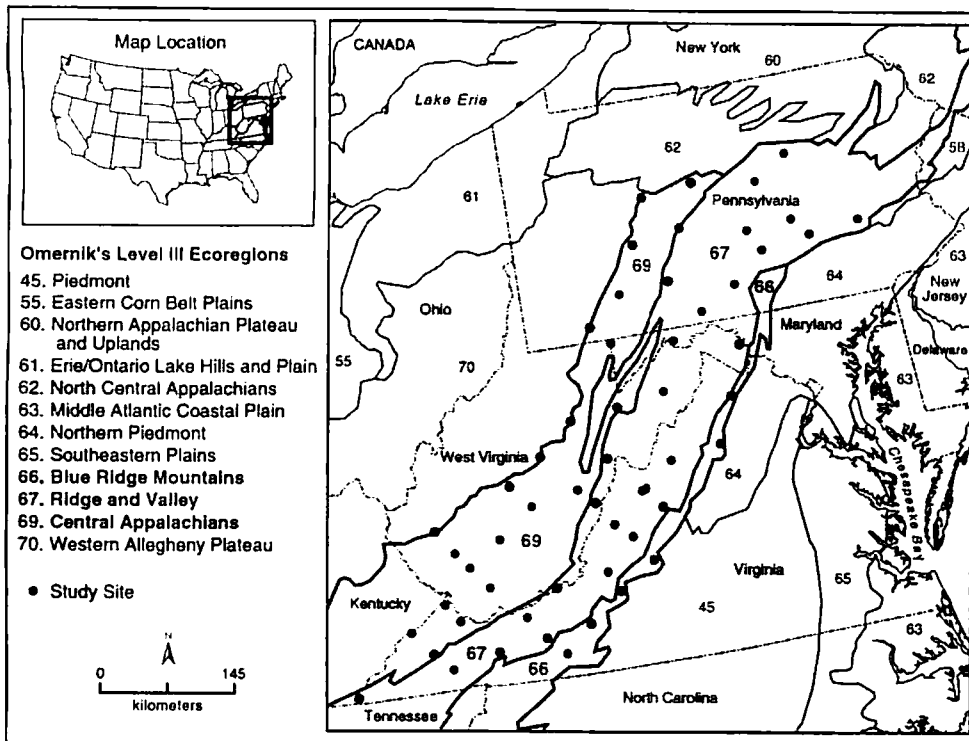 Map Location
Omernik's Level III Ecoregions
45. Piedmont
55. Eastern Corn Belt Plains
60. Northern Appalachian Plateau
and Uplands
61. Erie/Ontario Lake Hills and Plain
62. North Central Appalachians
63. Middle Atlantic Coastal Plain
64. Northern Piedmont
65. Southeastern Plains
66. Blue Ridge Mountains
67. Ridge and Valley
69. Central Appalachians
70. Western Allegheny Plateau
Study Site
N
0 145
kilometers
CANADA
New York
60
62
Lake Erie
62
58
61
Pennsylvania
67
69
63
64
New
Jersey
66
Ohio
Maryland
Delaware
55
70
63
West Virginia
64
Chesapeake Bay
69
Virginia
65
Kentucky
45
63
67
66
North Carolina
Tennessee